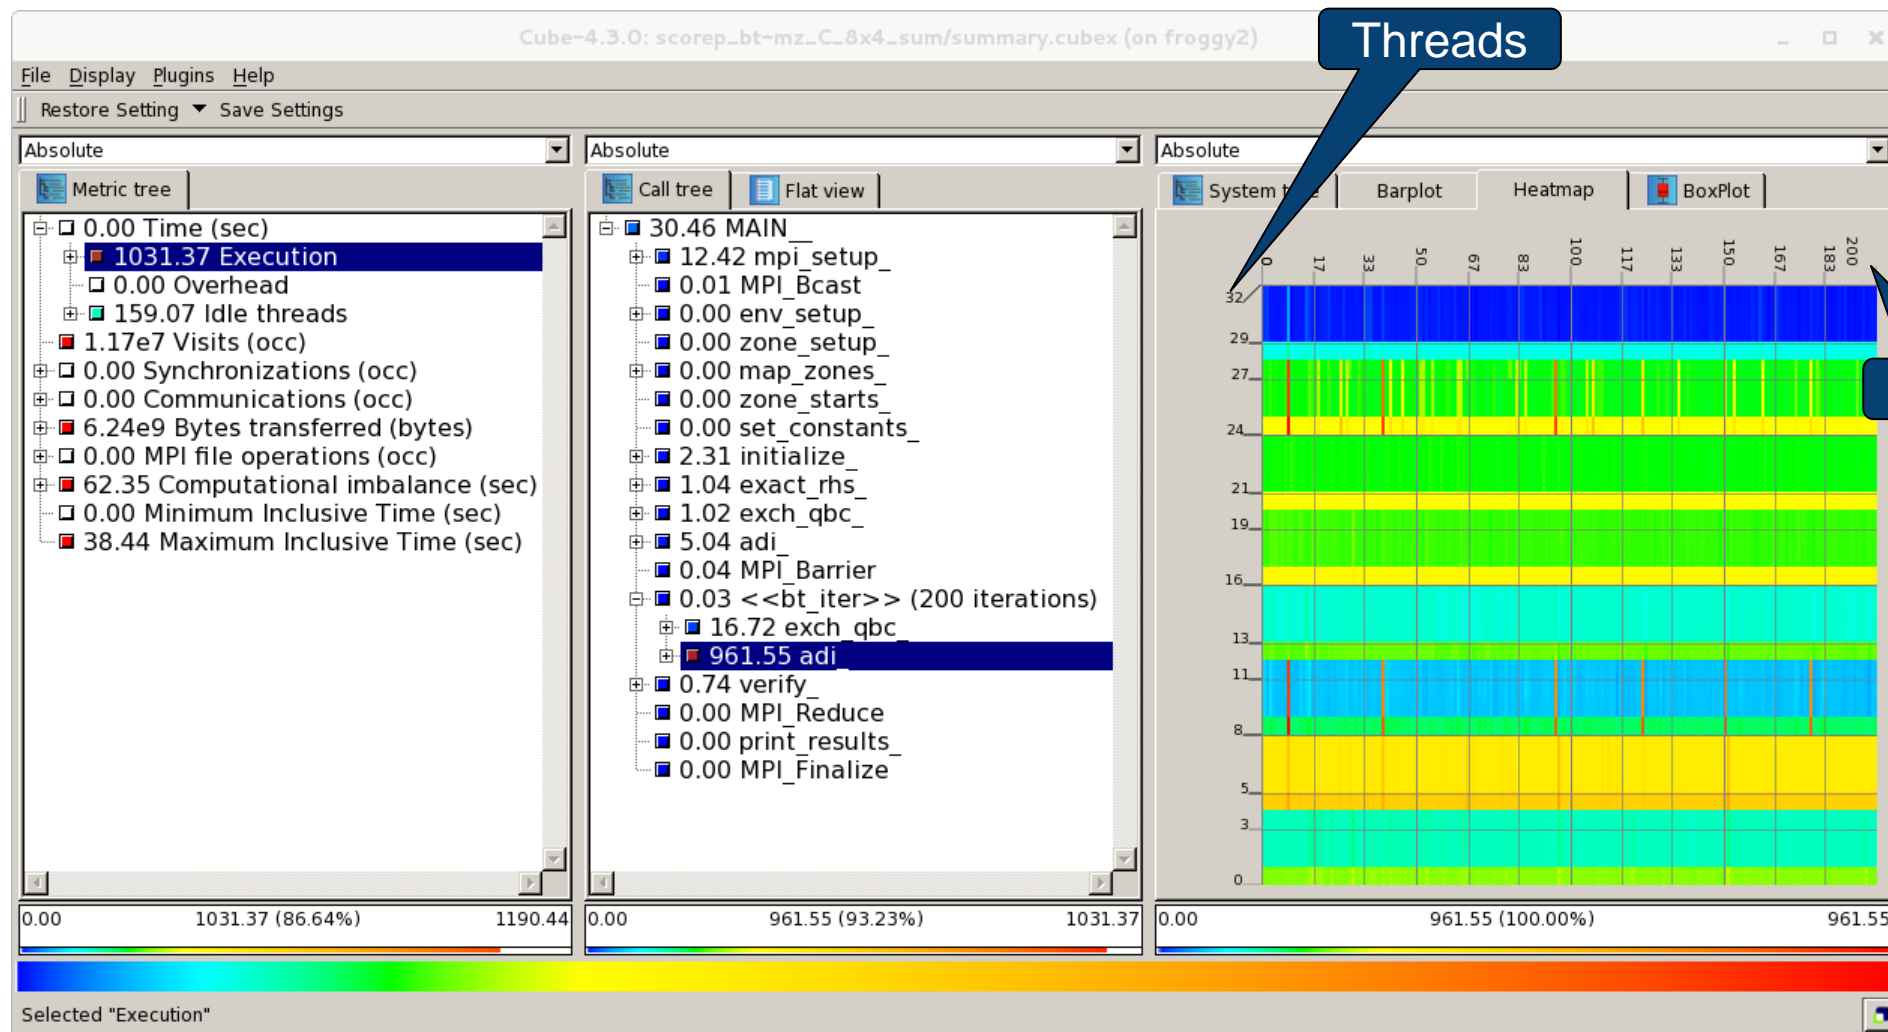 Cube-4.3.0: scorep_bt-mz_C_8x4_sum/summary.cubex (on froggy2)
Threads
File Display Plugins Help
Restore Setting Save Settings
Absolute
Absolute
Absolute
Metric tree
Call tree
Flat view
System
Barplot
Heatmap
BoxPlot
0.00 Time (sec)
1031.37 Execution
0.00 Overhead
159.07 Idle threads
1.17e7 Visits (occ)
0.00 Synchronizations (occ)
0.00 Communications (occ)
6.24e9 Bytes transferred (bytes)
0.00 MPI file operations (occ)
62.35 Computational imbalance (sec)
0.00 Minimum Inclusive Time (sec)
38.44 Maximum Inclusive Time (sec)
30.46 MAIN__
12.42 mpi_setup_
0.01 MPI_Bcast
0.00 env_setup_
0.00 zone_setup_
0.00 map_zones_
0.00 zone_starts_
0.00 set_constants_
2.31 initialize_
1.04 exact_rhs_
1.02 exch_qbc_
5.04 adi_
0.04 MPI_Barrier
0.03 <<bt_iter>> (200 iterations)
16.72 exch_qbc_
961.55 adi_
0.74 verify_
0.00 MPI_Reduce
0.00 print_results_
0.00 MPI_Finalize
0 17 33 50 67 83 100 117 133 150 167 183 200
32
29
27
24
21
19
16
13
11
8
5
3
0
0.00 1031.37 (86.64%) 1190.44
0.00 961.55 (93.23%) 1031.37
0.00 961.55 (100.00%) 961.55
Selected "Execution"